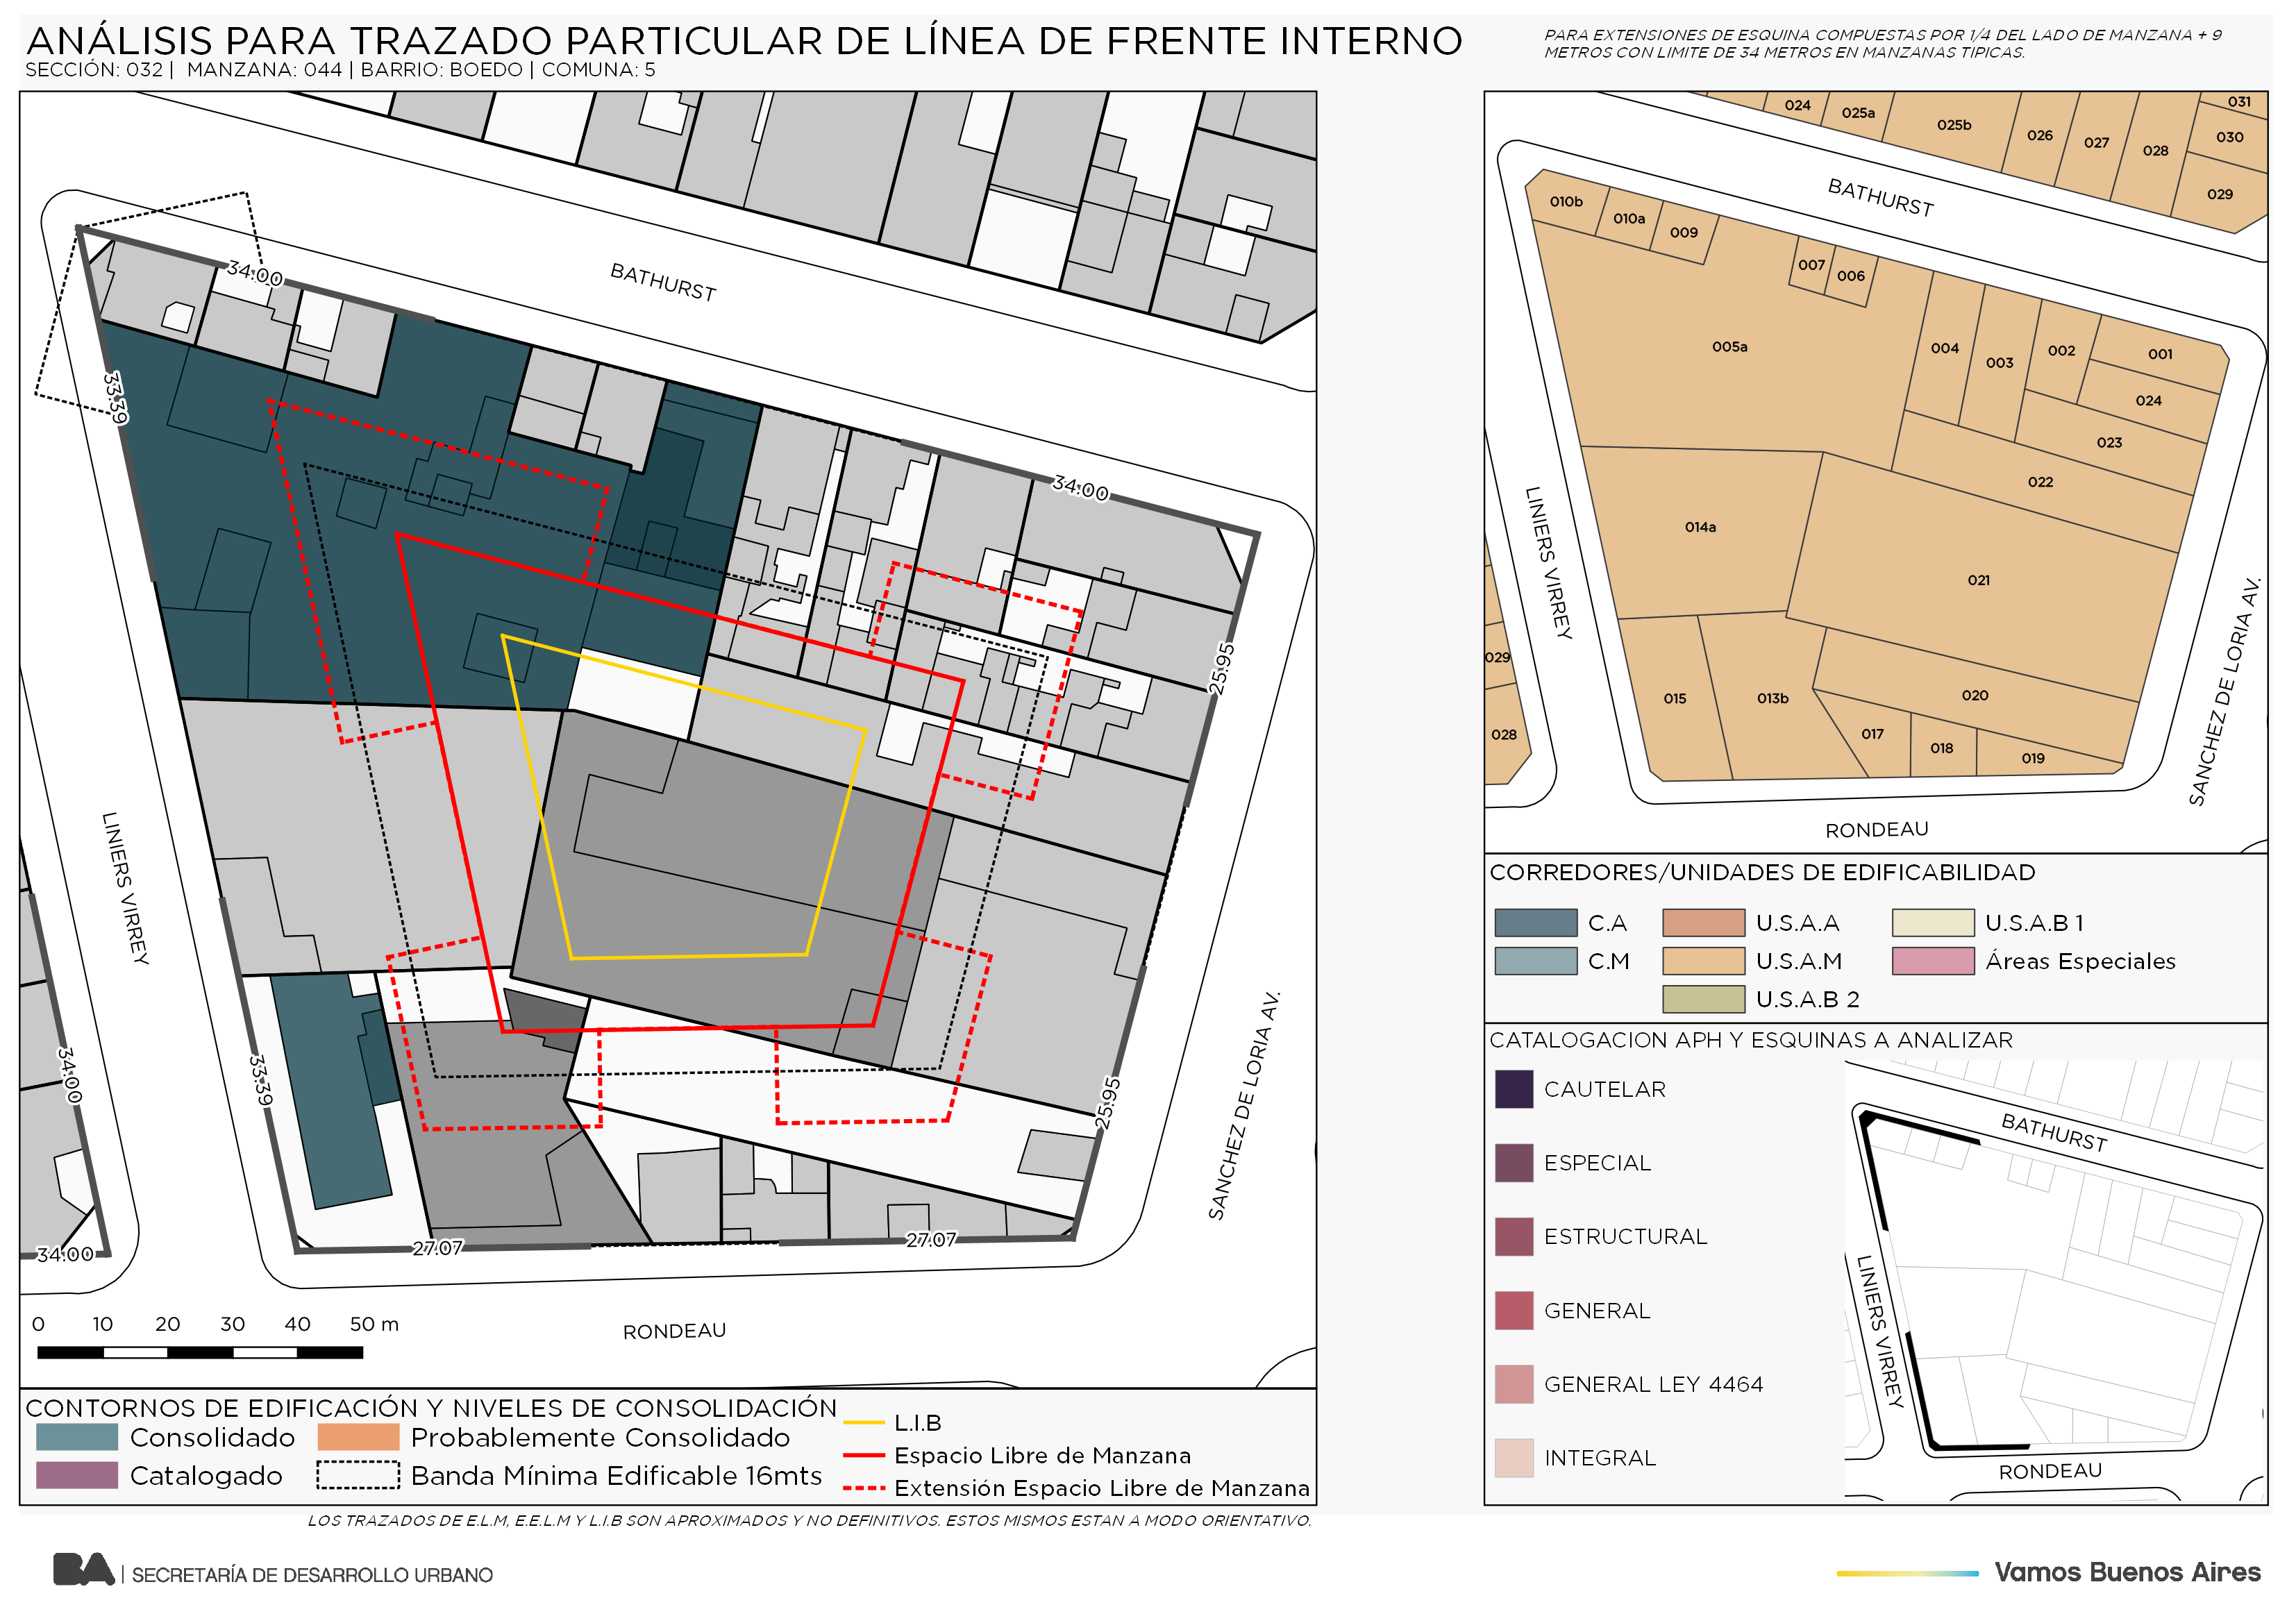 ANÁLISIS PARA TRAZADO PARTICULAR DE LÍNEA DE FRENTE INTERNO
SECCIÓN: 032 | MANZANA: 044 | BARRIO: BOEDO | COMUNA: 5
PARA EXTENSIONES DE ESQUINA COMPUESTAS POR 1/4 DEL LADO DE MANZANA + 9
METROS CON LIMITE DE 34 METROS EN MANZANAS TIPICAS.
34.00
BATHURST
33.39
34.00
25.95
LINIERS VIRREY
34.00
33.39
25.95
SANCHEZ DE LORIA AV.
34.00
27.07
27.07
0 10 20 30 40 50 m
RONDEAU
CONTORNOS DE EDIFICACIÓN Y NIVELES DE CONSOLIDACIÓN
Consolidado
Probablemente Consolidado
Catalogado
Banda Mínima Edificable 16mts
L.I.B
Espacio Libre de Manzana
Extensión Espacio Libre de Manzana
LOS TRAZADOS DE E.L.M, E.E.L.M Y L.I.B SON APROXIMADOS Y NO DEFINITIVOS. ESTOS MISMOS ESTAN A MODO ORIENTATIVO.
024
025a
025b
026
027
028
031
030
029
BATHURST
010b
010a
009
007
006
005a
004
003
002
001
024
023
022
014a
021
LINIERS VIRREY
029
028
015
013b
020
017
018
019
SANCHEZ DE LORIA AV.
RONDEAU
CORREDORES/UNIDADES DE EDIFICABILIDAD
C.A
U.S.A.A
U.S.A.B 1
C.M
U.S.A.M
Áreas Especiales
U.S.A.B 2
CATALOGACION APH Y ESQUINAS A ANALIZAR
CAUTELAR
ESPECIAL
ESTRUCTURAL
GENERAL
GENERAL LEY 4464
INTEGRAL
BATHURST
LINIERS VIRREY
RONDEAU
BA | SECRETARÍA DE DESARROLLO URBANO
Vamos Buenos Aires